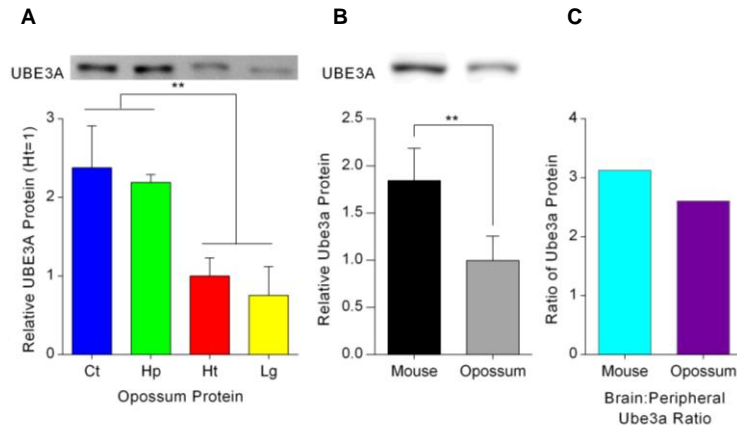 A
UBE3A
**
Relative UBE3A Protein (Ht=1)
3
2
1
0
Ct Hp Ht Lg
Opossum Protein
B
UBE3A
**
Relative Ube3a Protein
2.5
2.0
1.5
1.0
0.5
0.0
Mouse Opossum
C
Ratio of Ube3a Protein
4
3
2
1
0
Mouse Opossum
Brain:Peripheral
Ube3a Ratio